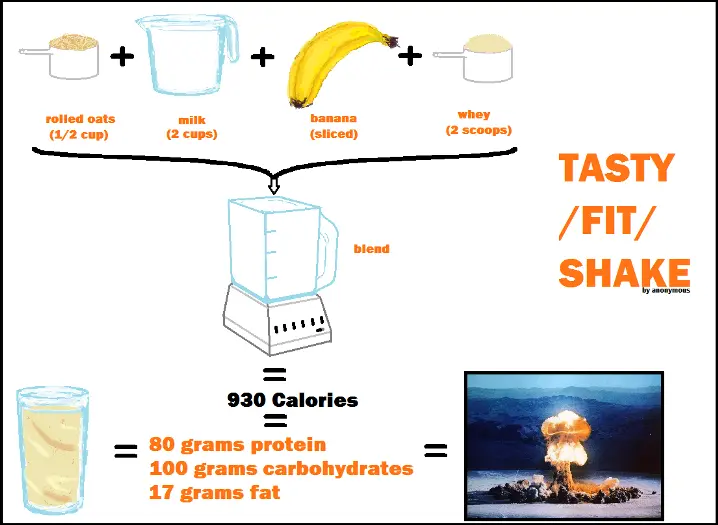 rolled oats
(1/2 cup)
milk
(2 cups)
banana
(sliced)
whey
(2 scoops)
TASTY
/FIT/
SHAKE
by anonymous
blend
930 Calories
80 grams protein
100 grams carbohydrates
17 grams fat